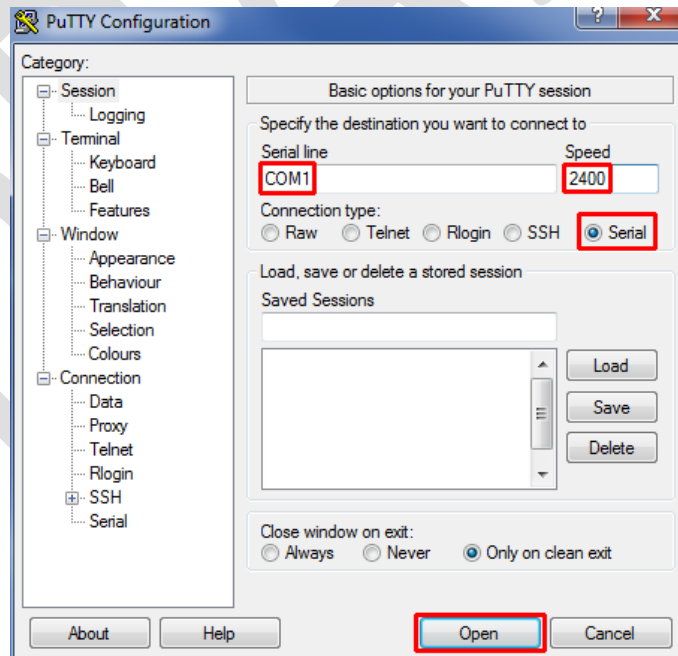 PuTTY Configuration
Category:
Session
Logging
Terminal
Keyboard
Bell
Features
Window
Appearance
Behaviour
Translation
Selection
Colours
Connection
Data
Proxy
Telnet
Rlogin
SSH
Serial
Basic options for your PuTTY session
Specify the destination you want to connect to
Serial line Speed
COM1 2400
Connection type:
Raw Telnet Rlogin SSH Serial
Load, save or delete a stored session
Saved Sessions
Load
Save
Delete
Close window on exit:
Always Never Only on clean exit
About Help Open Cancel